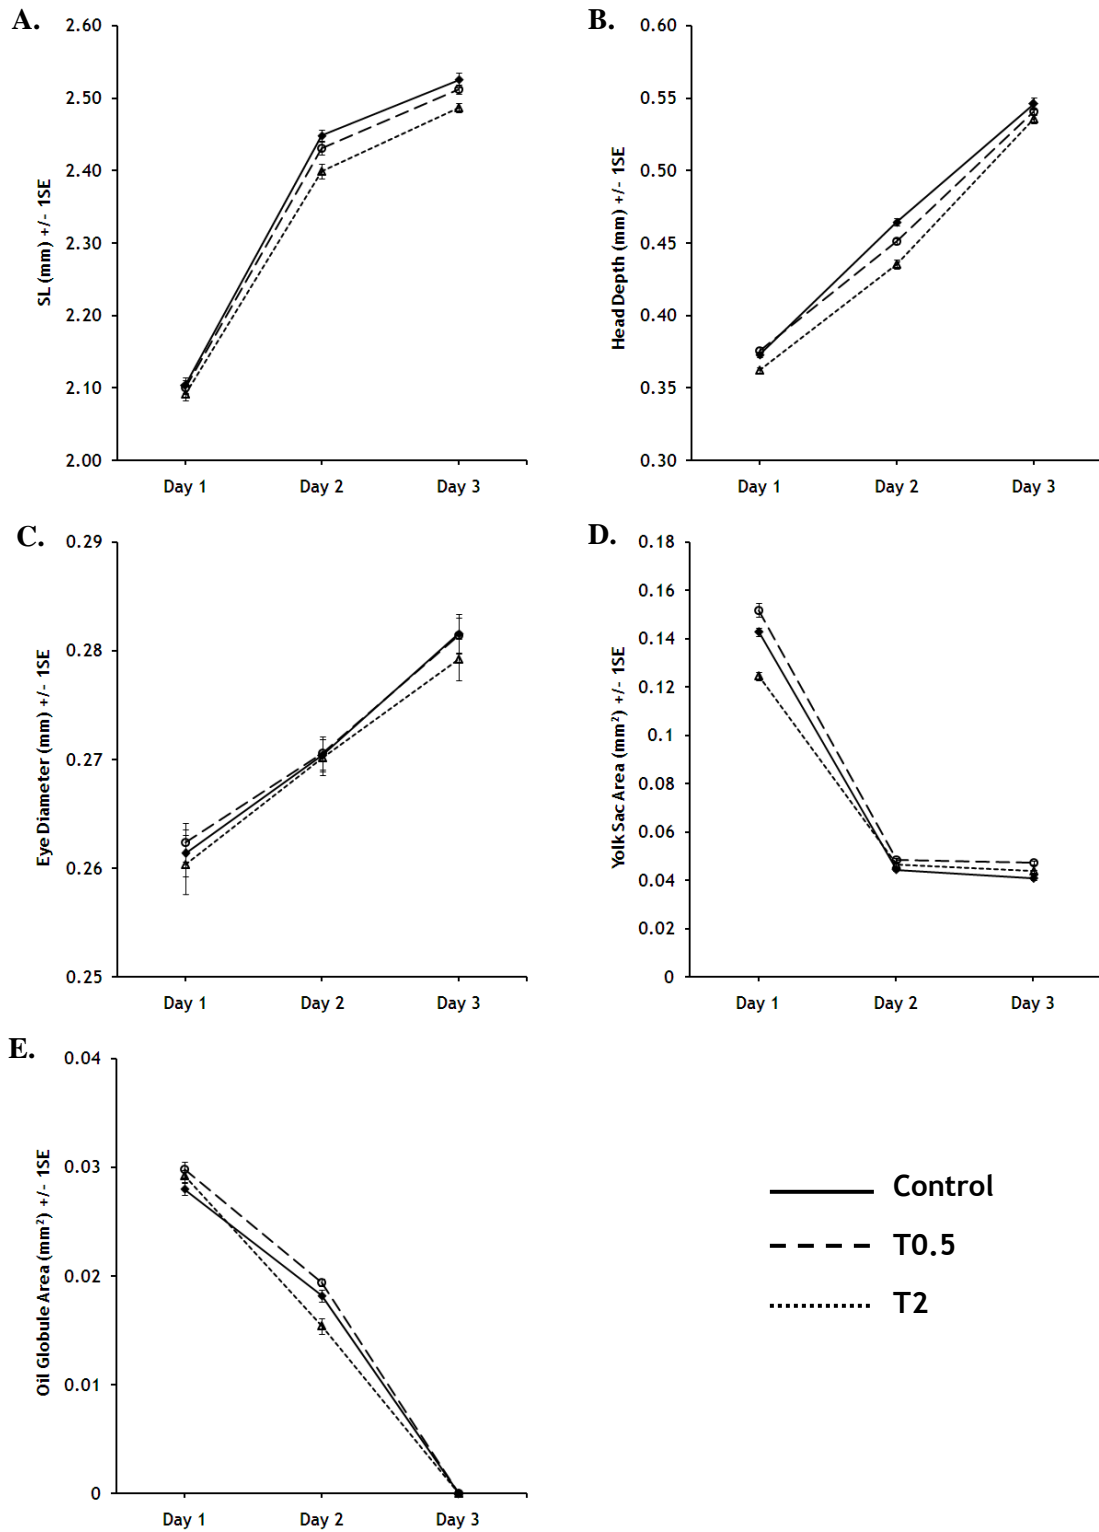 A.
SL (mm) +/- 1SE
2.60
2.50
2.40
2.30
2.20
2.10
2.00
Day 1 Day 2 Day 3
B.
Head Depth (mm) +/- 1SE
0.60
0.55
0.50
0.45
0.40
0.35
0.30
Day 1 Day 2 Day 3
C.
Eye Diameter (mm) +/- 1SE
0.29
0.28
0.27
0.26
0.25
Day 1 Day 2 Day 3
D.
Yolk Sac Area (mm²) +/- 1SE
0.18
0.16
0.14
0.12
0.1
0.08
0.06
0.04
0.02
0
Day 1 Day 2 Day 3
E.
Oil Globule Area (mm²) +/- 1SE
0.04
0.03
0.02
0.01
0
Day 1 Day 2 Day 3
Control
T0.5
T2